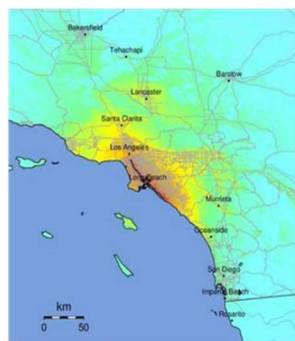 Bakersfield
Tehachapi
Barstow
Lancaster
Santa Clarita
Los Angeles
Long Beach
Murrieta
Oceanside
San Diego
Imperial Beach
Rosarito
km
0 50